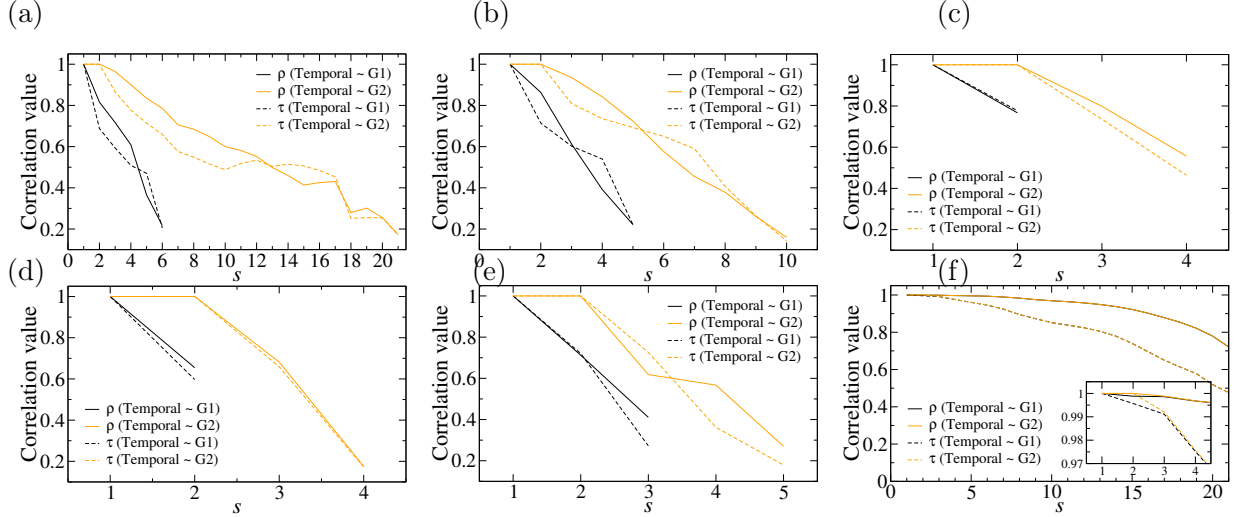 (a)
Correlation value
1
0.8
0.6
0.4
0.2
0 2 4 6 8 10 12 14 16 18 20
s
ρ (Temporal ~ G1)
ρ (Temporal ~ G2)
τ (Temporal ~ G1)
τ (Temporal ~ G2)
(b)
Correlation value
1
0.8
0.6
0.4
0.2
0 2 4 6 8 10
s
ρ (Temporal ~ G1)
ρ (Temporal ~ G2)
τ (Temporal ~ G1)
τ (Temporal ~ G2)
(c)
Correlation value
1
0.8
0.6
0.4
0.2
1 2 3 4
s
ρ (Temporal ~ G1)
ρ (Temporal ~ G2)
τ (Temporal ~ G1)
τ (Temporal ~ G2)
(d)
Correlation value
1
0.8
0.6
0.4
0.2
1 2 3 4
s
ρ (Temporal ~ G1)
ρ (Temporal ~ G2)
τ (Temporal ~ G1)
τ (Temporal ~ G2)
(e)
Correlation value
1
0.8
0.6
0.4
0.2
1 2 3 4 5
s
ρ (Temporal ~ G1)
ρ (Temporal ~ G2)
τ (Temporal ~ G1)
τ (Temporal ~ G2)
(f)
Correlation value
1
0.8
0.6
0.4
0.2
0
0 5 10 15 20
s
ρ (Temporal ~ G1)
ρ (Temporal ~ G2)
τ (Temporal ~ G1)
τ (Temporal ~ G2)
1
0.99
0.98
0.97
1 2 3 4